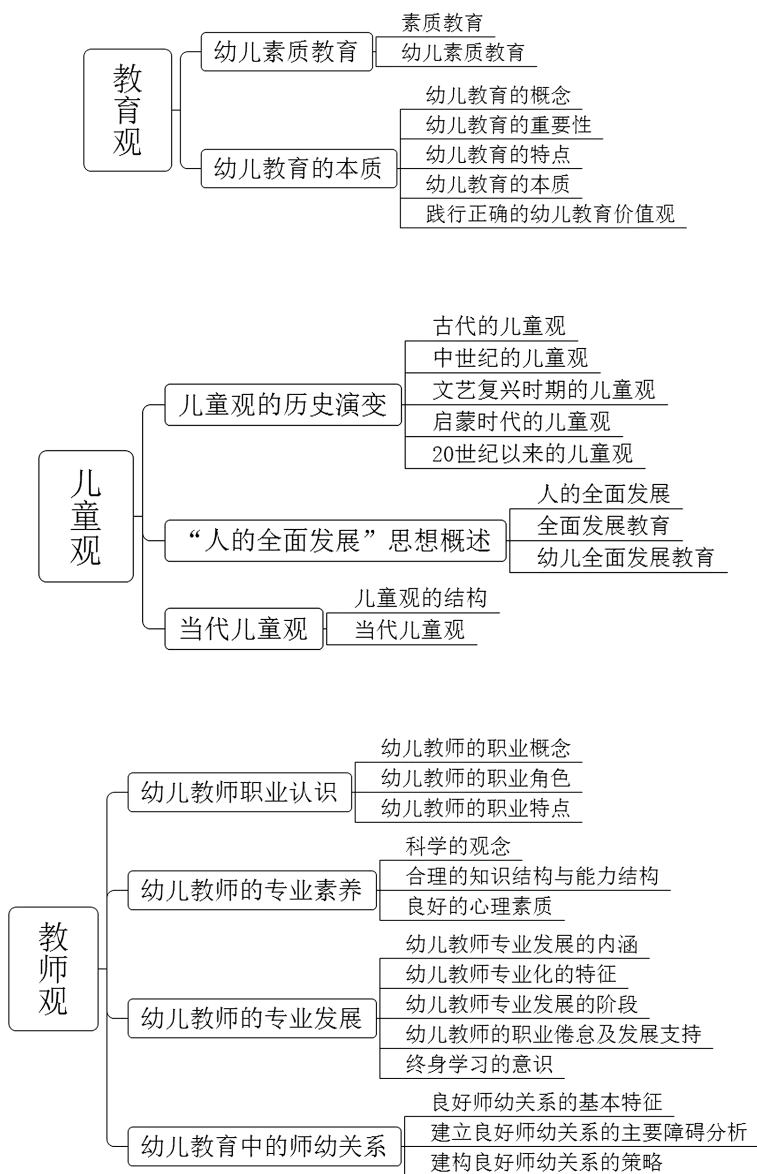 教育观
幼儿素质教育
素质教育
幼儿素质教育
幼儿教育的本质
幼儿教育的概念
幼儿教育的重要性
幼儿教育的特点
幼儿教育的本质
践行正确的幼儿教育价值观
儿童观
儿童观的历史演变
古代的儿童观
中世纪的儿童观
文艺复兴时期的儿童观
启蒙时代的儿童观
20世纪以来的儿童观
“人的全面发展”思想概述
人的全面发展
全面发展教育
幼儿全面发展教育
当代儿童观
儿童观的结构
当代儿童观
教师观
幼儿教师职业认识
幼儿教师的职业概念
幼儿教师的职业角色
幼儿教师的职业特点
幼儿教师的专业素养
科学的观念
合理的知识结构与能力结构
良好的心理素质
幼儿教师的专业发展
幼儿教师专业发展的内涵
幼儿教师专业化的特征
幼儿教师专业发展的阶段
幼儿教师的职业倦怠及发展支持
终身学习的意识
幼儿教育中的师幼关系
良好师幼关系的基本特征
建立良好师幼关系的主要障碍分析
建构良好师幼关系的策略